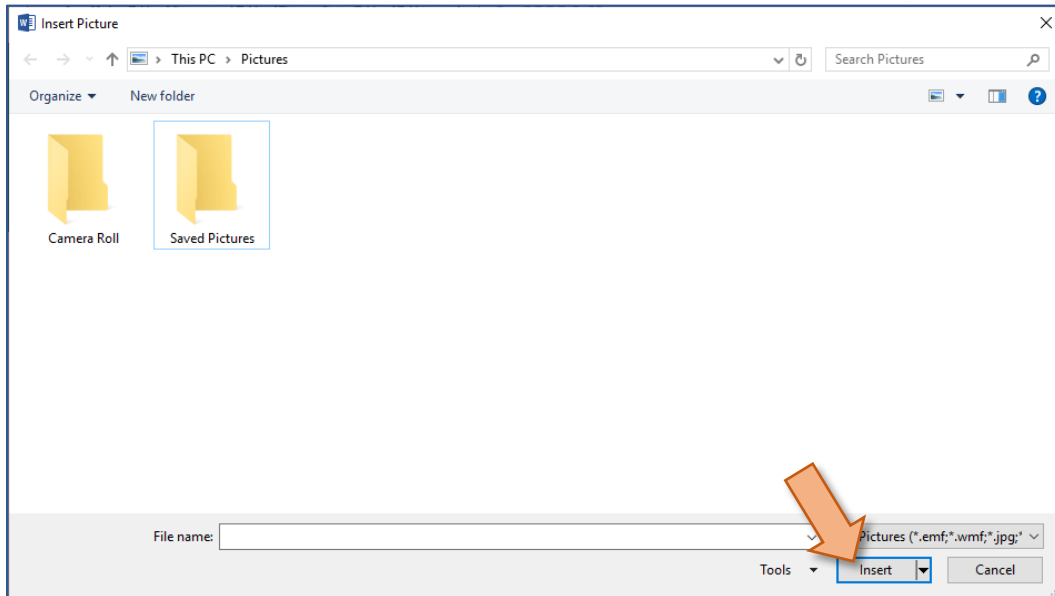 Insert Picture
This PC > Pictures
Search Pictures
Organize
New folder
Camera Roll
Saved Pictures
File name:
Pictures (*.emf;*.wmf;*.jpg;*
Tools
Insert
Cancel